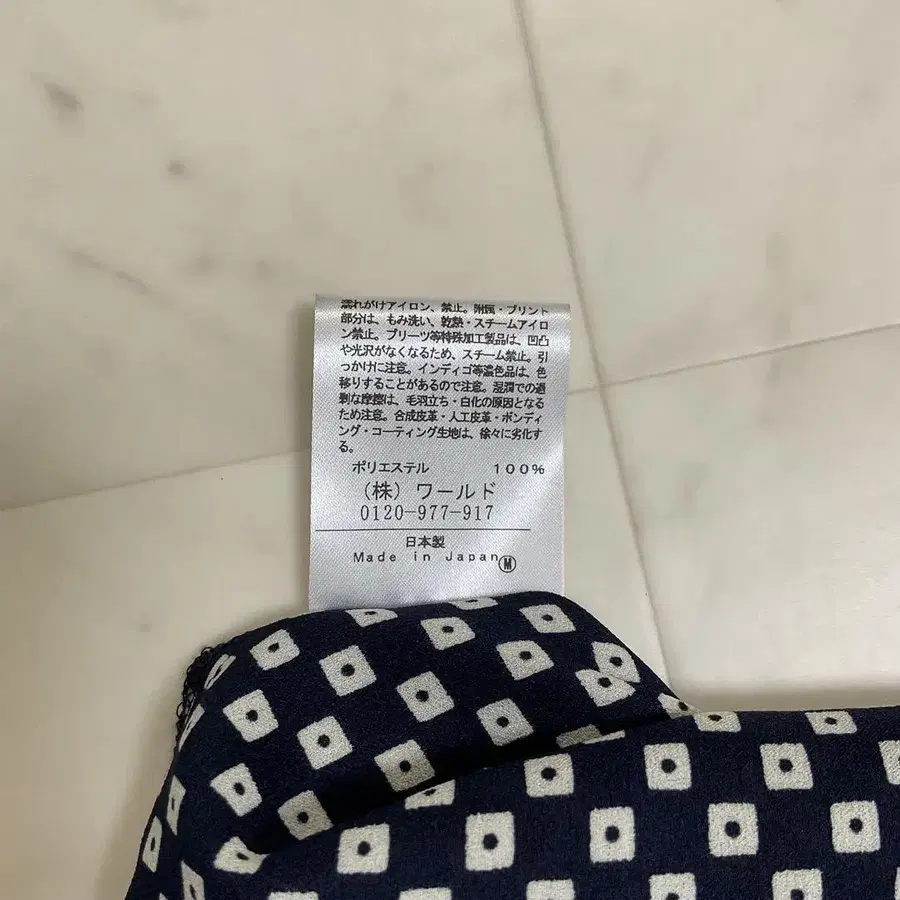 濡れがけアイロン、禁止。附属・プリント
部分は、もみ洗い、乾熱・スチームアイロ
ン禁止。プリーツ等特殊加工製品は、凹凸
や光沢がなくなるため、スチーム禁止。引
っかけに注意。インディゴ等濃色品は、色
移りすることがあるので注意。湿潤での過
剰な摩擦は、毛羽立ち・白化の原因となる
ため注意。合成皮革・人工皮革・ボンディ
ング・コーティング生地は、徐々に劣化す
る。
ポリエステル 100%
(株) ワールド
0120-977-917
日本製
Made in Japan Ⓜ